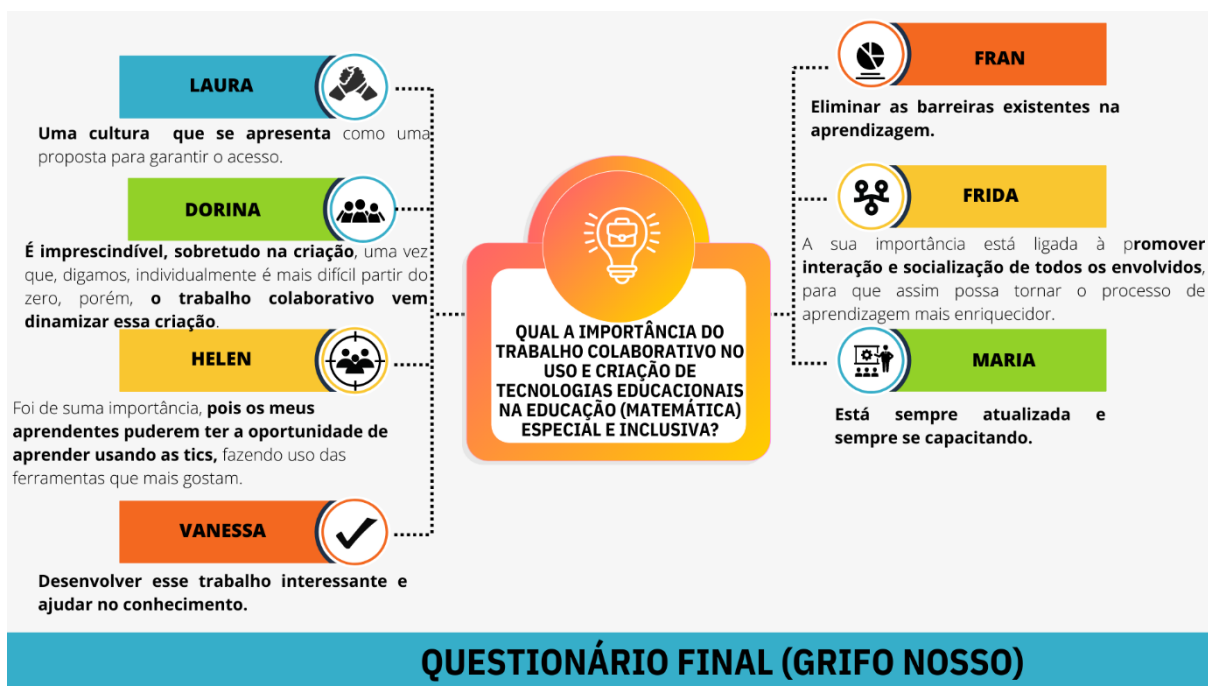 LAURA
Uma cultura que se apresenta como uma
proposta para garantir o acesso.
DORINA
É imprescindível, sobretudo na criação, uma vez
que, digamos, individualmente é mais difícil partir do
zero, porém, o trabalho colaborativo vem
dinamizar essa criação.
HELEN
Foi de suma importância, pois os meus
aprendentes puderem ter a oportunidade de
aprender usando as tics, fazendo uso das
ferramentas que mais gostam.
VANESSA
Desenvolver esse trabalho interessante e
ajudar no conhecimento.
QUAL A IMPORTÂNCIA DO
TRABALHO COLABORATIVO NO
USO E CRIAÇÃO DE
TECNOLOGIAS EDUCACIONAIS
NA EDUCAÇÃO (MATEMÁTICA)
ESPECIAL E INCLUSIVA?
FRAN
Eliminar as barreiras existentes na
aprendizagem.
FRIDA
A sua importância está ligada à promover
interação e socialização de todos os envolvidos,
para que assim possa tornar o processo de
aprendizagem mais enriquecedor.
MARIA
Está sempre atualizada e
sempre se capacitando.
QUESTIONÁRIO FINAL (GRIFO NOSSO)